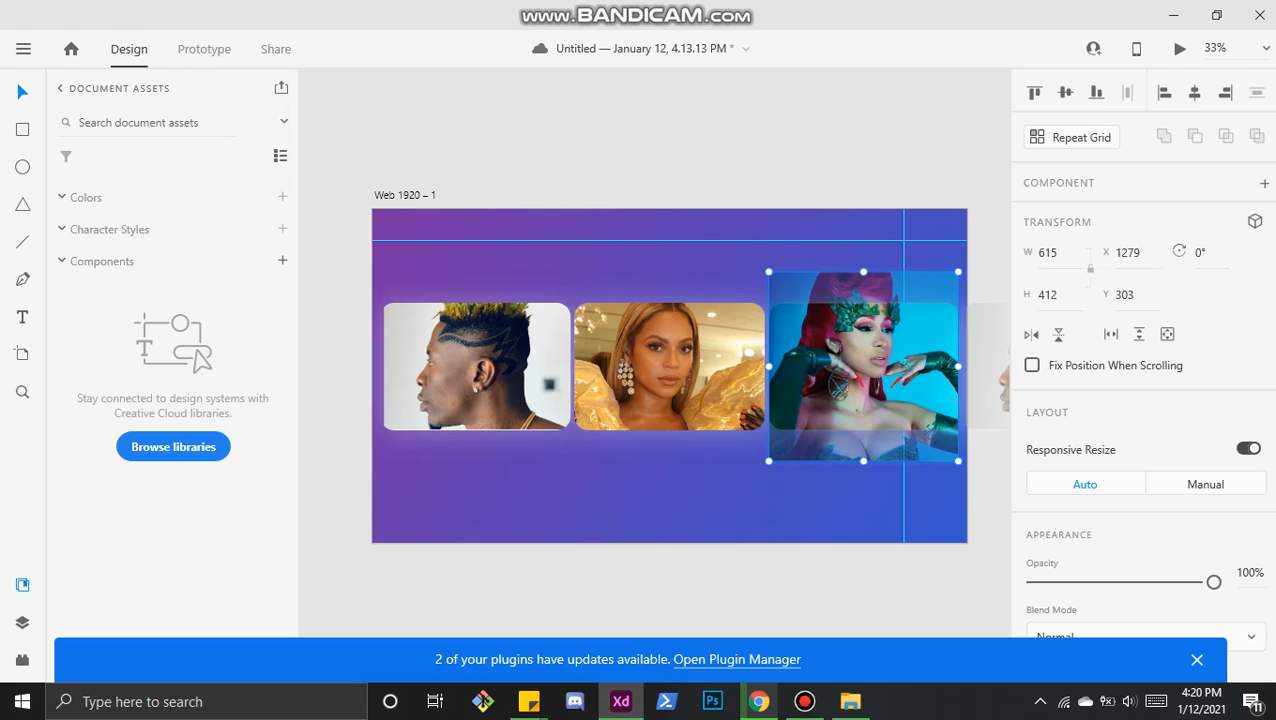 www.BANDICAM.com
Design
Prototype
Share
Untitled — January 12, 4.13.13 PM *
33%
DOCUMENT ASSETS
Search document assets
Colors
Character Styles
Components
Stay connected to design systems with
Creative Cloud libraries.
Browse libraries
Web 1920 – 1
Repeat Grid
COMPONENT
TRANSFORM
W 615 X 1279 0°
H 412 Y 303
Fix Position When Scrolling
LAYOUT
Responsive Resize
Auto Manual
APPEARANCE
Opacity
100%
Blend Mode
Normal
2 of your plugins have updates available. Open Plugin Manager
Type here to search
Xd
Ps
4:20 PM
1/12/2021
11